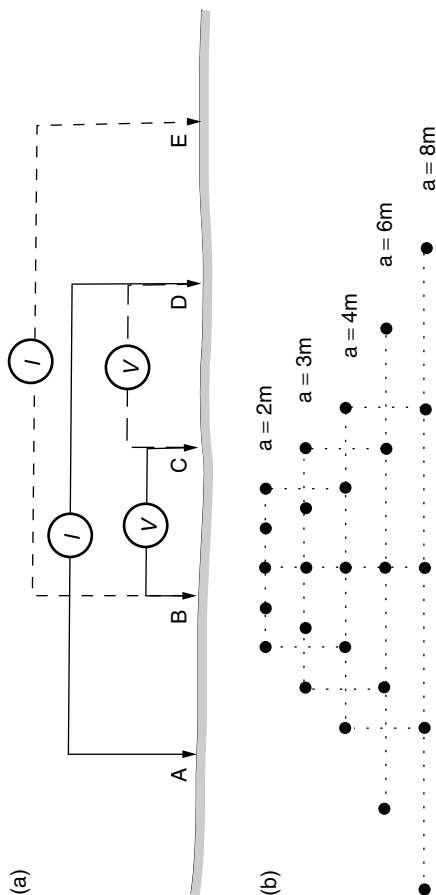 (a)
I
I
V
V
A
B
C
D
E
(b)
a = 2m
a = 3m
a = 4m
a = 6m
a = 8m